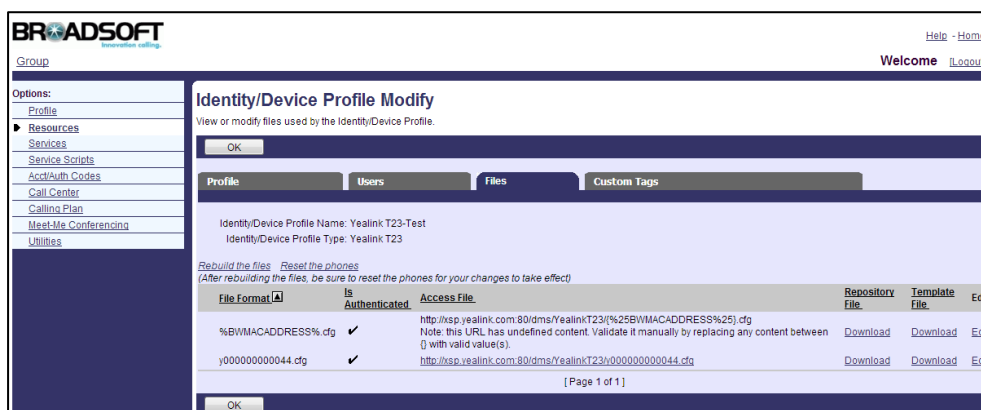 BROADSOFT
Innovation calling.
Help - Home
Group
Welcome [Logout
Options:
Profile
Resources
Services
Service Scripts
Acct/Auth Codes
Call Center
Calling Plan
Meet-Me Conferencing
Utilities
Identity/Device Profile Modify
View or modify files used by the Identity/Device Profile.
OK
Profile Users Files Custom Tags
Identity/Device Profile Name: Yealink T23-Test
Identity/Device Profile Type: Yealink T23
Rebuild the files Reset the phones
(After rebuilding the files, be sure to reset the phones for your changes to take effect)
File Format Is Authenticated Access File Repository File Template File Ed
%BWMACADDRESS%.cfg ✔ http://xsp.yealink.com:80/dms/YealinkT23/{%25BWMACADDRESS%25}.cfg
Note: this URL has undefined content. Validate it manually by replacing any content between Download Download Ed
{} with valid value(s).
y000000000044.cfg ✔ http://xsp.yealink.com:80/dms/YealinkT23/y000000000044.cfg Download Download Ed
[ Page 1 of 1 ]
OK